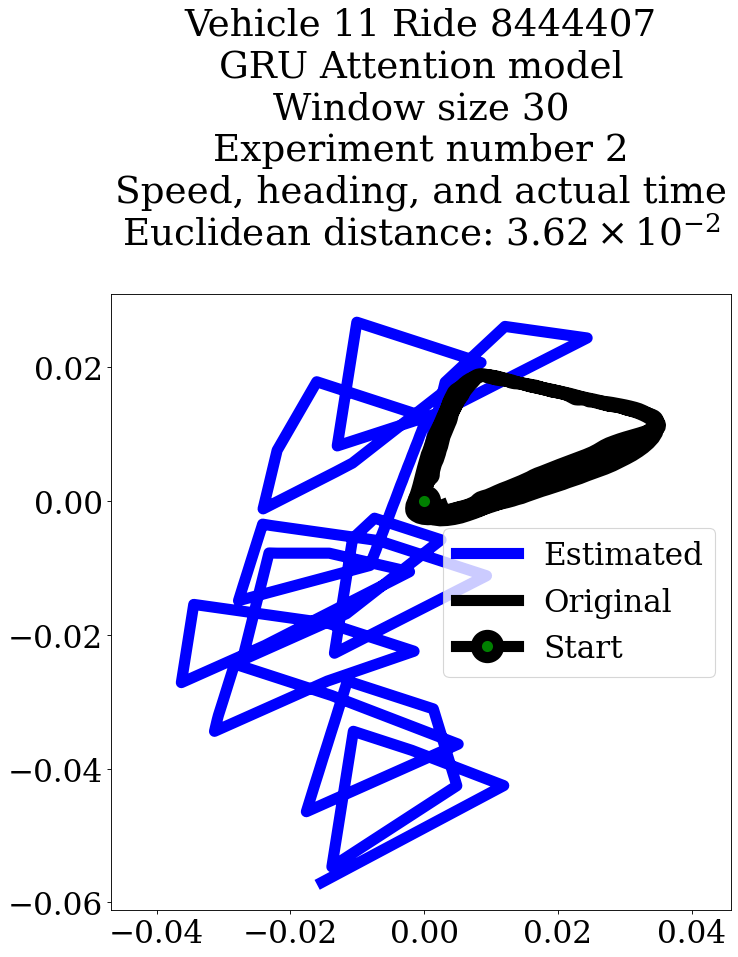 Vehicle 11 Ride 8444407
GRU Attention model
Window size 30
Experiment number 2
Speed, heading, and actual time
Euclidean distance: 3.62 × 10⁻²
0.02
0.00
−0.02
−0.04
−0.06
Estimated
Original
Start
−0.04
−0.02
0.00
0.02
0.04